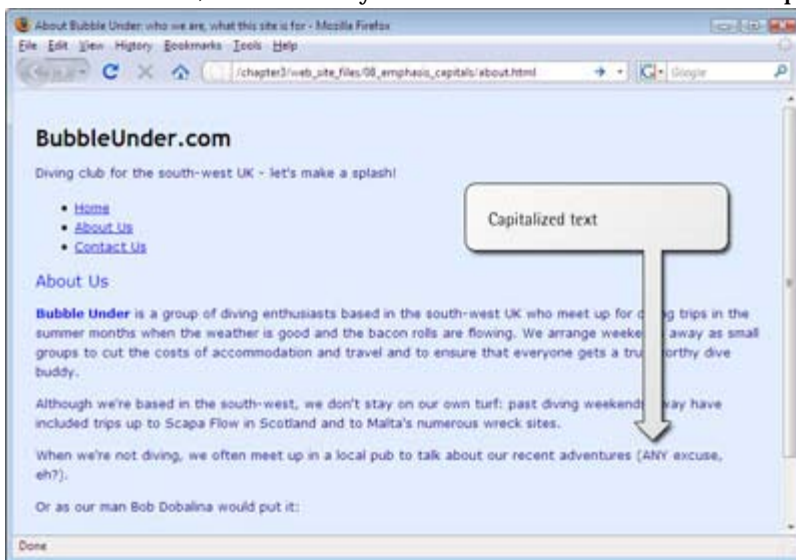 About Bubble Under: who we are, what this site is for - Mozilla Firefox
File Edit View History Bookmarks Tools Help
/chapter3/web_site_files/08_emphasis_capitals/about.html
Google
BubbleUnder.com
Diving club for the south-west UK - let's make a splash!
Home
About Us
Contact Us
Capitalized text
About Us
Bubble Under is a group of diving enthusiasts based in the south-west UK who meet up for g trips in the
summer months when the weather is good and the bacon rolls are flowing. We arrange away as small
groups to cut the costs of accommodation and travel and to ensure that everyone gets a dive
buddy.
Although we're based in the south-west, we don't stay on our own turf: past diving have
included trips up to Scapa Flow in Scotland and to Malta's numerous wreck sites.
When we're not diving, we often meet up in a local pub to talk about our recent adventures (ANY excuse,
eh?).
Or as our man Bob Dobalina would put it:
Done